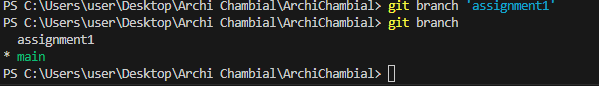 PS C:\Users\user\Desktop\Archi Chambial\ArchiChambial> git branch 'assignment1'
PS C:\Users\user\Desktop\Archi Chambial\ArchiChambial> git branch
  assignment1
* main
PS C:\Users\user\Desktop\Archi Chambial\ArchiChambial>